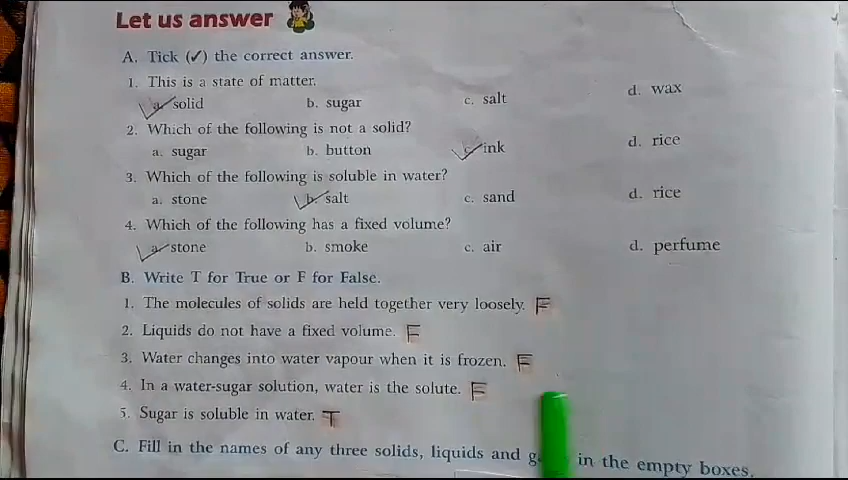 Let us answer
A. Tick (✓) the correct answer.
1. This is a state of matter.
a. solid b. sugar c. salt d. wax
2. Which of the following is not a solid?
a. sugar b. button c. ink d. rice
3. Which of the following is soluble in water?
a. stone b. salt c. sand d. rice
4. Which of the following has a fixed volume?
a. stone b. smoke c. air d. perfume
B. Write T for True or F for False.
1. The molecules of solids are held together very loosely. F
2. Liquids do not have a fixed volume. F
3. Water changes into water vapour when it is frozen. F
4. In a water-sugar solution, water is the solute. F
5. Sugar is soluble in water. T
C. Fill in the names of any three solids, liquids and in the empty boxes.